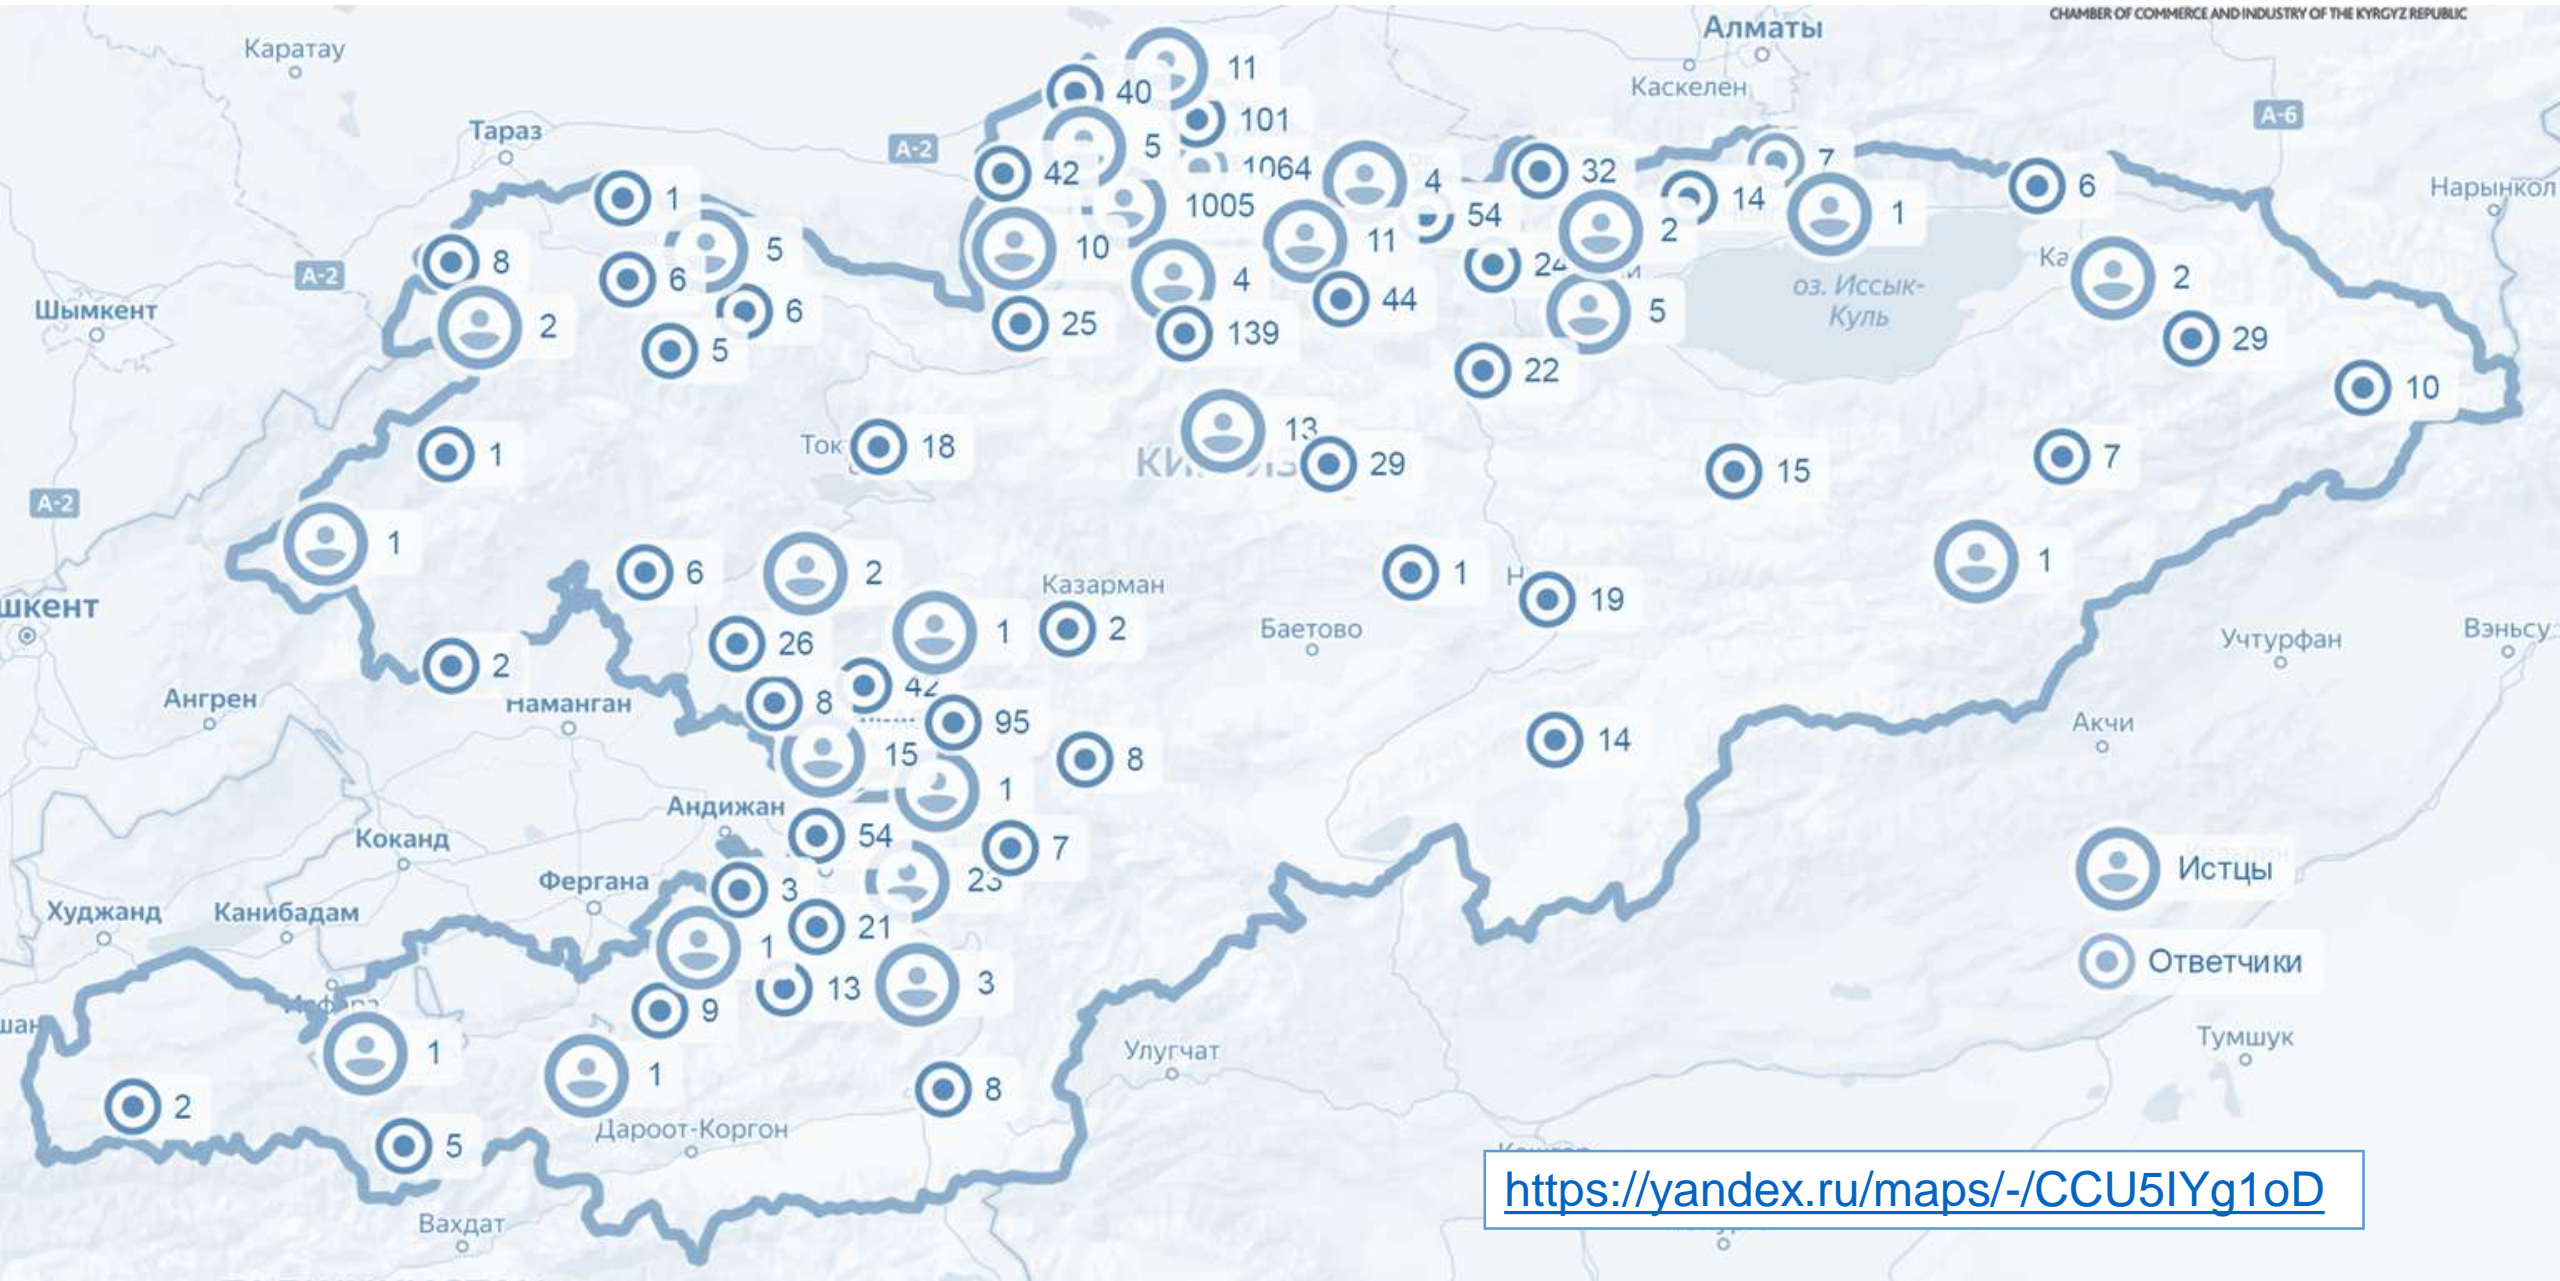 CHAMBER OF COMMERCE AND INDUSTRY OF THE KYRGYZ REPUBLIC
Алматы
Каратау
11
Каскелен
40
101
А-6
Тараз
А-2
5
1064
7
42
4
32
6
Нарынкол
1
1005
14
1
54
2
5
10
11
8
А-2
6
4
24
2
оз. Иссык-
Куль
6
44
5
Шымкент
2
25
139
29
5
22
10
13
18
29
15
7
1
А-2
1
6
2
Казарман
1
1
19
2
1
Баетово
Учтурфан
Вэньсу
26
2
Ангрен
Наманган
8
42
95
14
Акчи
15
8
1
Андижан
54
Коканд
7
Истцы
Фергана
3
23
Худжанд
Канибадам
21
1
Ответчики
13
3
9
Тумшук
1
Улугчат
1
8
2
Дароот-Коргон
5
https://yandex.ru/maps/-/CCU5IYg1oD
Вахдат